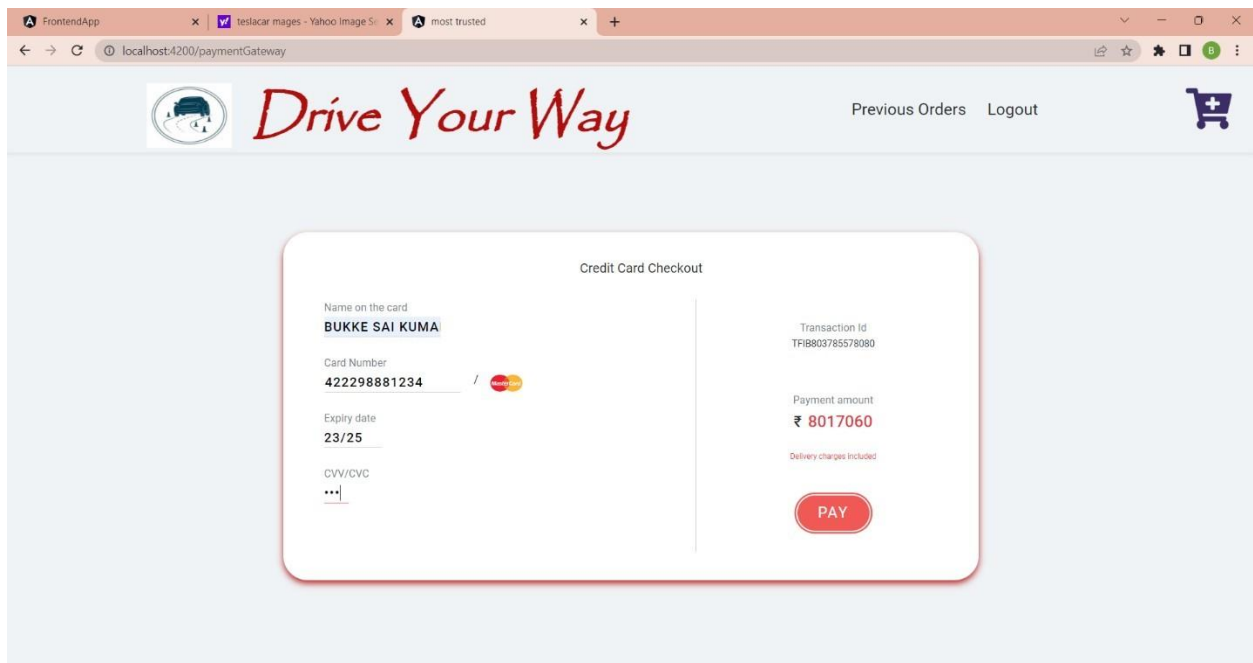 FrontendApp
teslacar mages - Yahoo Image Se
most trusted
localhost:4200/paymentGateway
B
Drive Your Way
Previous Orders Logout
Credit Card Checkout
Name on the card
BUKKE SAI KUMA
Card Number
422298881234 /
MasterCard
Expiry date
23/25
CVV/CVC
•••
Transaction Id
TFIB803785578080
Payment amount
₹ 8017060
Delivery charges included
PAY